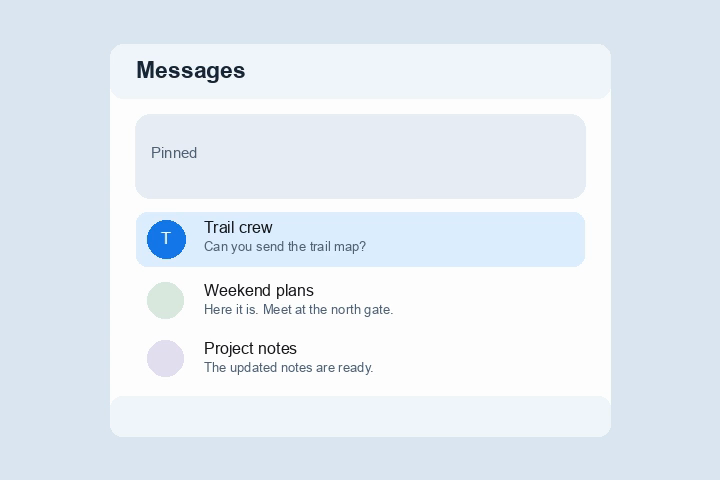 Messages
Pinned
T
Trail crew
Can you send the trail map?
Weekend plans
Here it is. Meet at the north gate.
Project notes
The updated notes are ready.